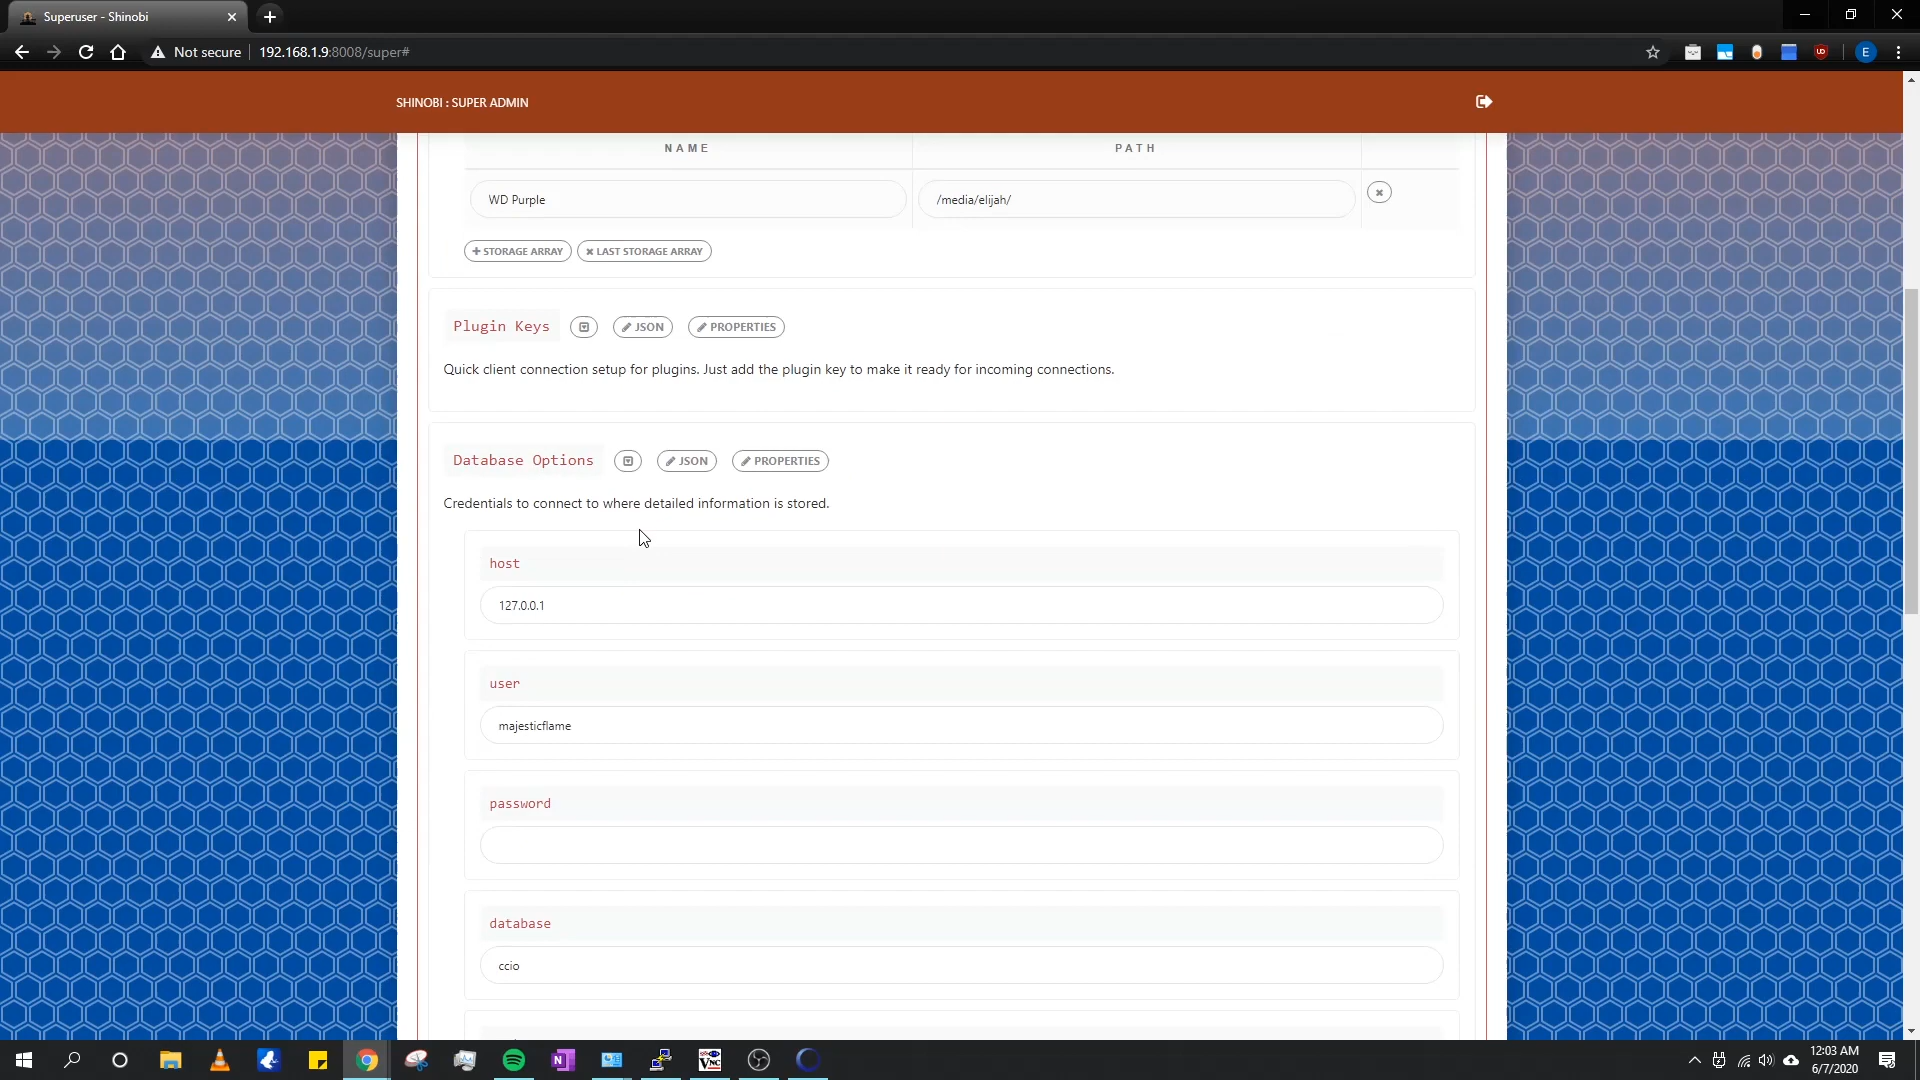 Superuser - Shinobi
Not secure
192.168.1.9:8008/super#
UD
E
SHINOBI : SUPER ADMIN
NAME
PATH
WD Purple
/media/elijah/
STORAGE ARRAY
LAST STORAGE ARRAY
Plugin Keys
JSON
PROPERTIES
Quick client connection setup for plugins. Just add the plugin key to make it ready for incoming connections.
Database Options
JSON
PROPERTIES
Credentials to connect to where detailed information is stored.
host
127.0.0.1
user
majesticflame
password
database
ccio
N
VNC
12:03 AM
6/7/2020